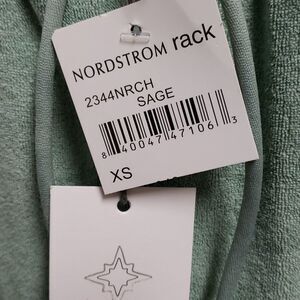 NORDSTROM rack
2344NRCH
SAGE
8 40047 47106 3
XS